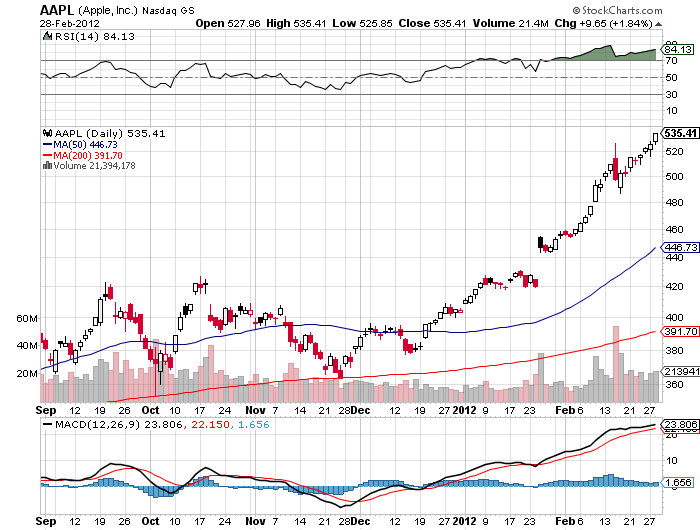 AAPL (Apple, Inc.) Nasdaq GS © StockCharts.com
28-Feb-2012 Open 527.96 High 535.41 Low 525.85 Close 535.41 Volume 21.4M Chg +9.65 (+1.84%)
RSI(14) 84.13
90
84.13
70
50
30
10
AAPL (Daily) 535.41
MA(50) 446.73
MA(200) 391.70
Volume 21,394,178
535.41
520
500
480
460
446.73
440
420
400
391.70
380
360
60M
40M
20M
213941
Sep 12 19 26 Oct 10 17 24 Nov 7 14 21 28 Dec 12 19 27 2012 9 17 23 Feb 6 13 21 27
MACD(12,26,9) 23.806, 22.150, 1.656
23.806
20
15
10
5
1.656
-5
Sep 12 19 26 Oct 10 17 24 Nov 7 14 21 28 Dec 12 19 27 2012 9 17 23 Feb 6 13 21 27